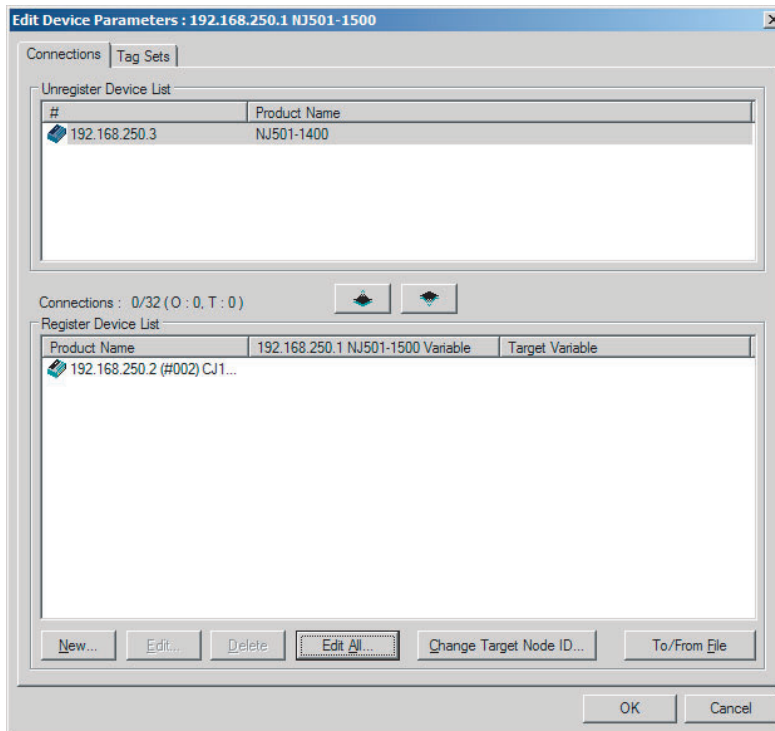 Edit Device Parameters : 192.168.250.1 NJ501-1500
Connections Tag Sets
Unregister Device List
# Product Name
192.168.250.3 NJ501-1400
Connections : 0/32 ( O : 0, T : 0 )
Register Device List
Product Name 192.168.250.1 NJ501-1500 Variable Target Variable
192.168.250.2 (#002) CJ1...
New... Edit... Delete Edit All... Change Target Node ID... To/From File
OK Cancel